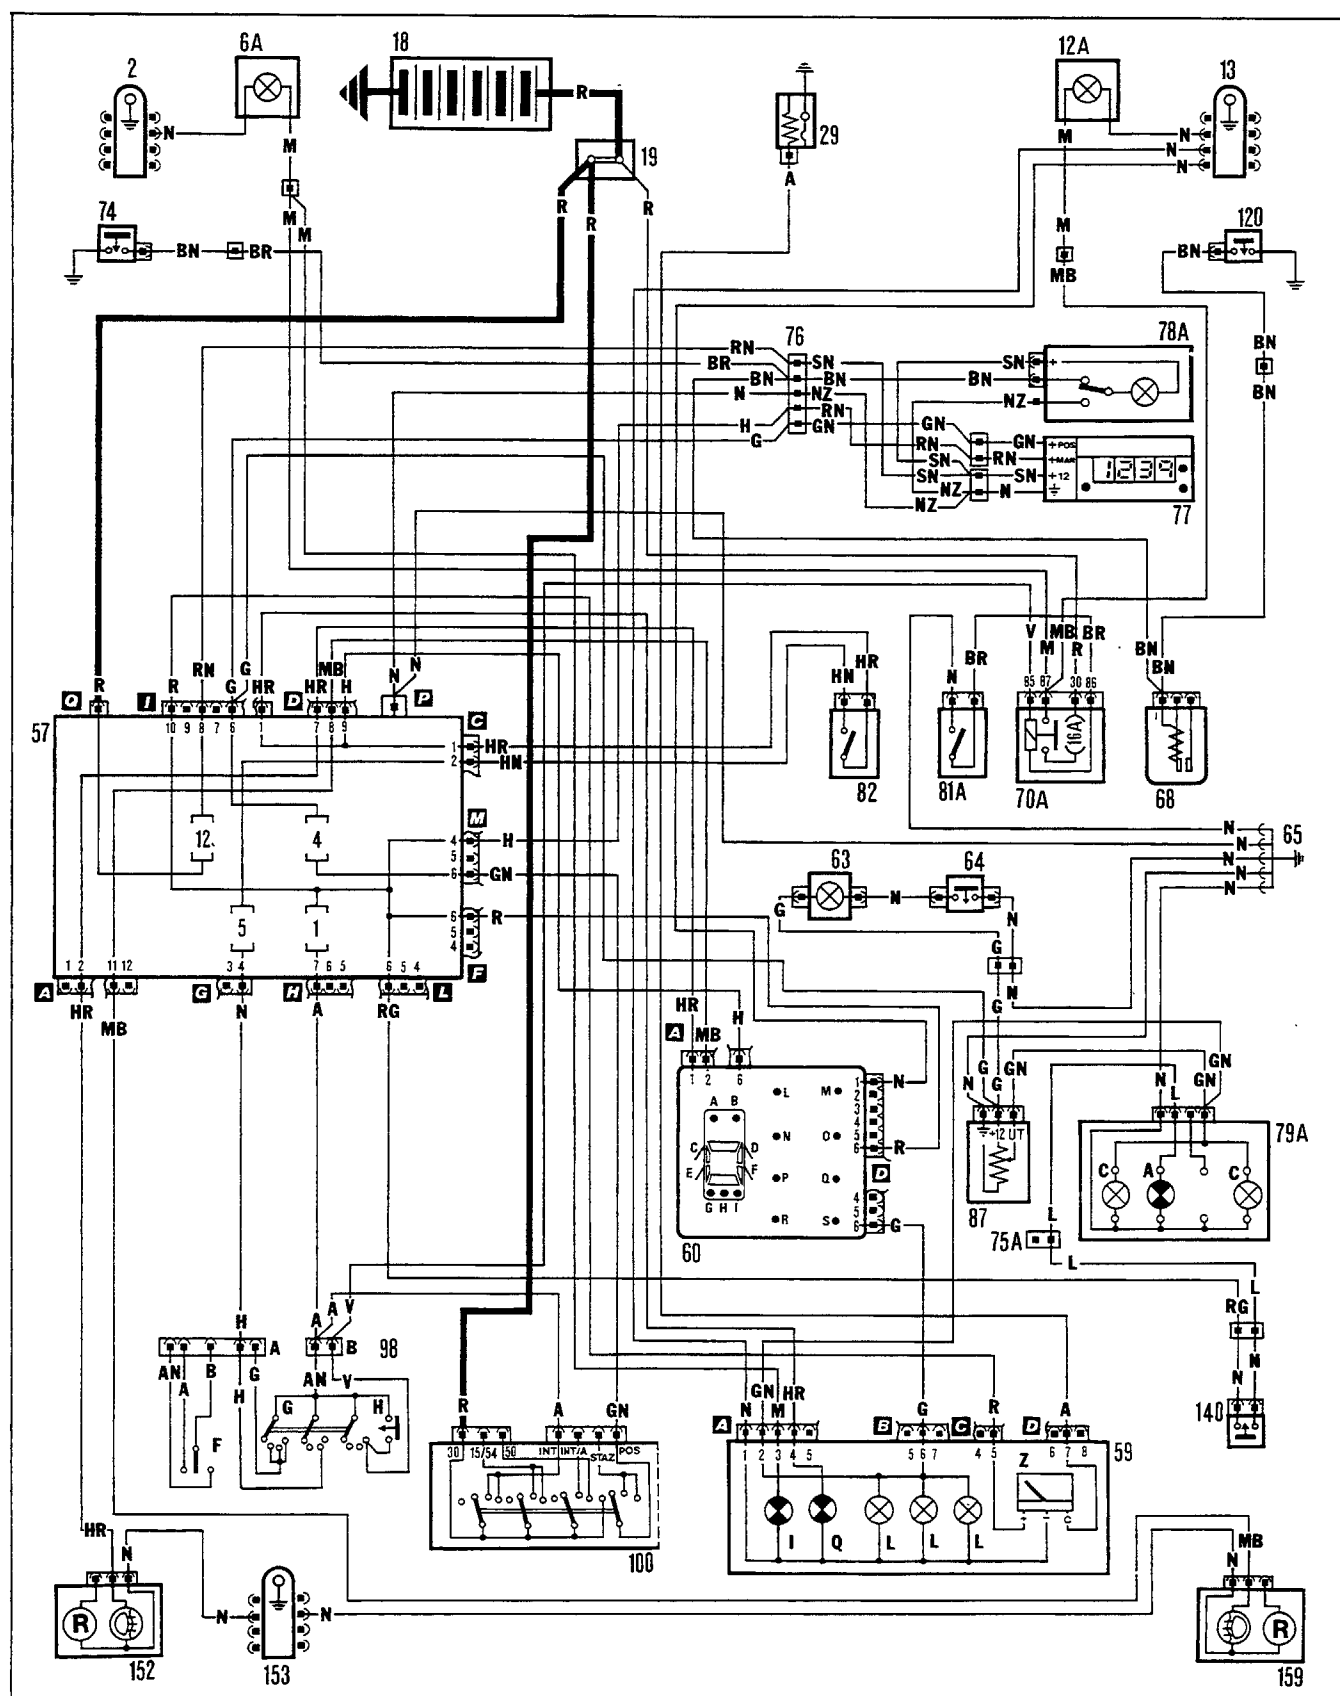 2
6A
18
12A
13
R
N
M
19
29
N
M
N
N
A
R
R
R
M
M
74
BN
BR
M
MB
120
BN
76
78A
RN
SN
BN
BR
SN
+
BN
BN
BN
BN
N
NZ
NZ
RN
H
GN
GN
GN
+POS
G
RN
RN
+MAR
1239
SN
SN
SN
+12
NZ
N
NZ
77
V
MB
BR
M
R
G
RN
G
N
N
HR
MB
H
HR
HN
N
BR
BN
BN
85 87 30 86
O
R
I
R
HR
D
P
57
10 9 8 7 6 1 7 8 9
C
1
HR
2
HN
16A
1
82
81A
70A
68
M
12
4
4
H
5
6
GN
N
N
N
N
N
65
63
64
G
N
N
5
1
6
R
5
4
F
G
N
1 2 11 12 3 4 7 6 5 6 5 4
A
G
H
L
HR
MB
N
A
RG
G
HR
MB
H
A
1 2 6
L
M
1
N
2
3
4
5
6
R
A B
C
D
N
O
E
F
P
Q
G H I
R
S
D
4
5
6
G
60
N
G
G
GN
+12 UT
87
N
L
GN
GN
C
A
C
79A
L
75A
L
L
RG
N
N
140
H
A
A
V
A
B
98
AN
A
B
H
G
AN
V
F
G
H
R
A
GN
30 15/54 50 INT INT/A STAZ POS
100
N
GN
M
HR
G
R
A
A
B
C
D
1 2 3 4 5 5 6 7 4 5 6 7 8
59
Z
+ − C
I
Q
L
L
L
HR
N
R
152
N
N
153
N
MB
R
159